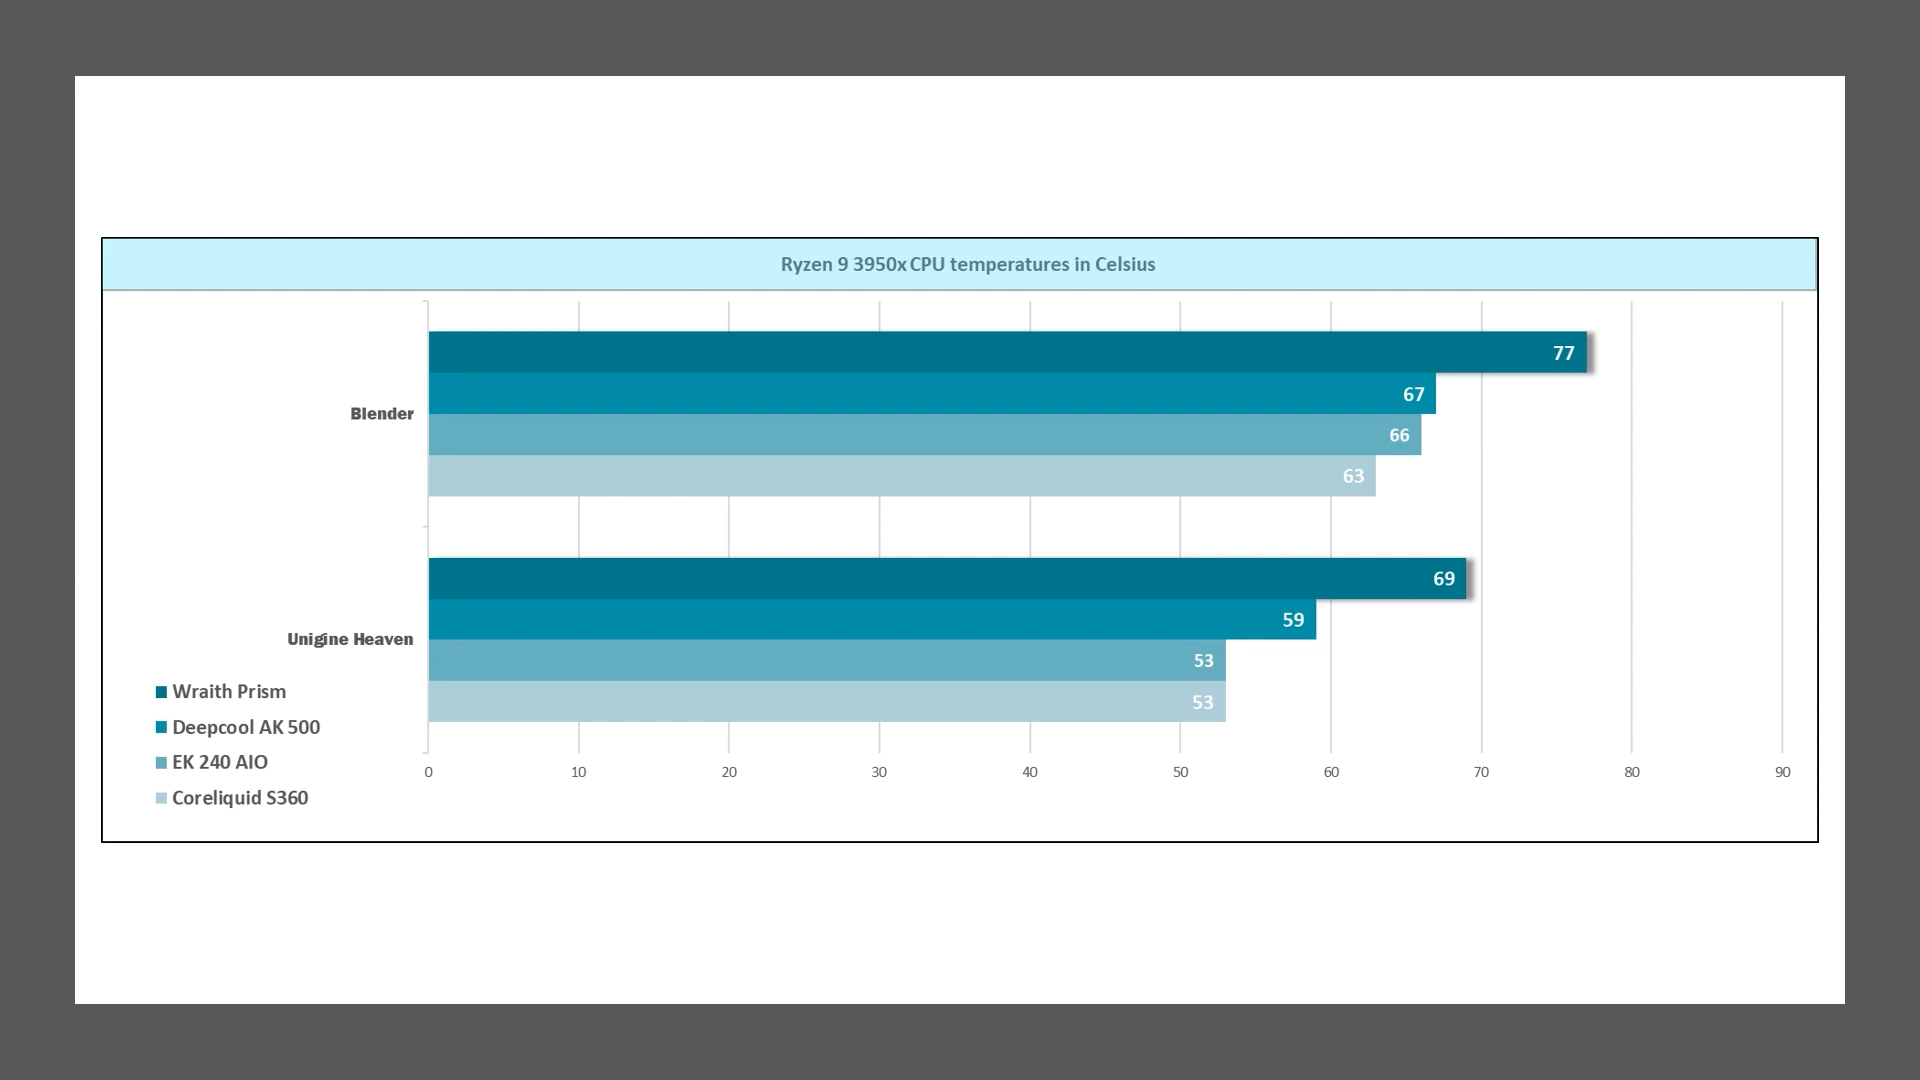 Ryzen 9 3950x CPU temperatures in Celsius
77
67
Blender
66
63
69
59
Unigine Heaven
53
53
Wraith Prism
Deepcool AK 500
EK 240 AIO
Coreliquid S360
0 10 20 30 40 50 60 70 80 90